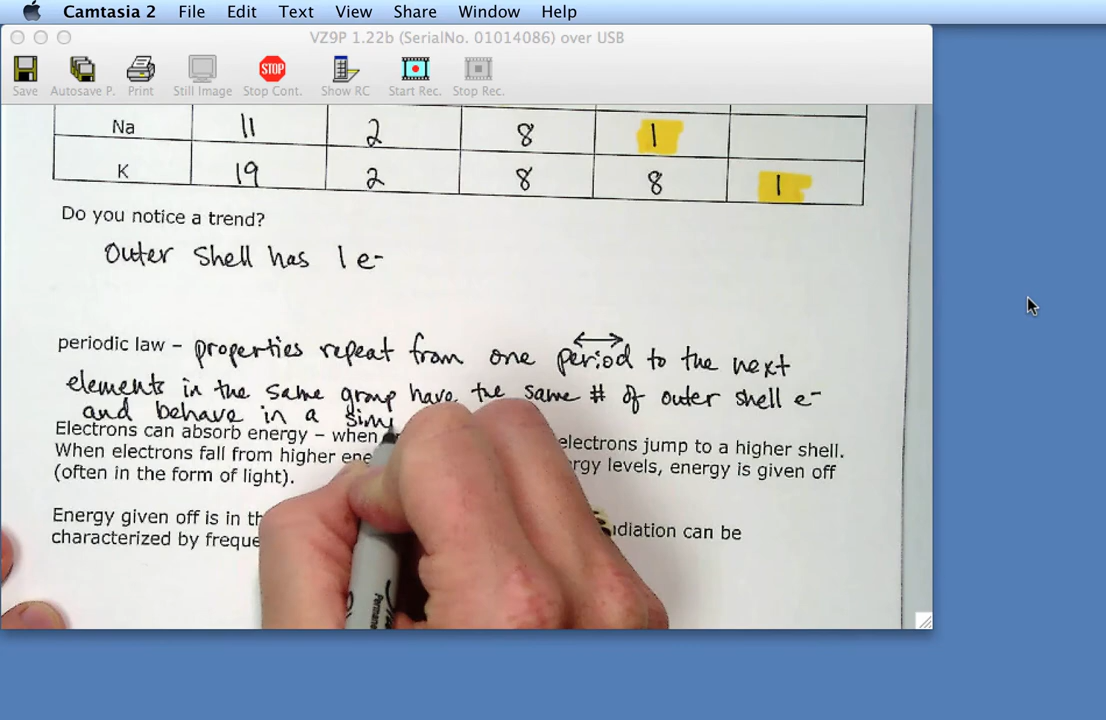 Camtasia 2 File Edit Text View Share Window Help
VZ9P 1.22b (SerialNo. 01014086) over USB
Save Autosave P. Print Still Image Stop Cont. Show RC Start Rec. Stop Rec.
STOP
Na 11 2 8 1
K 19 2 8 8 1
Do you notice a trend?
Outer Shell has 1 e-
periodic law – properties repeat from one period to the next
elements in the same group have the same # of outer shell e-
and behave in a
Electrons can absorb energy – when electrons jump to a higher shell.
When electrons fall from higher levels, energy is given off
(often in the form of light).
Energy given off is in can be
characterized by